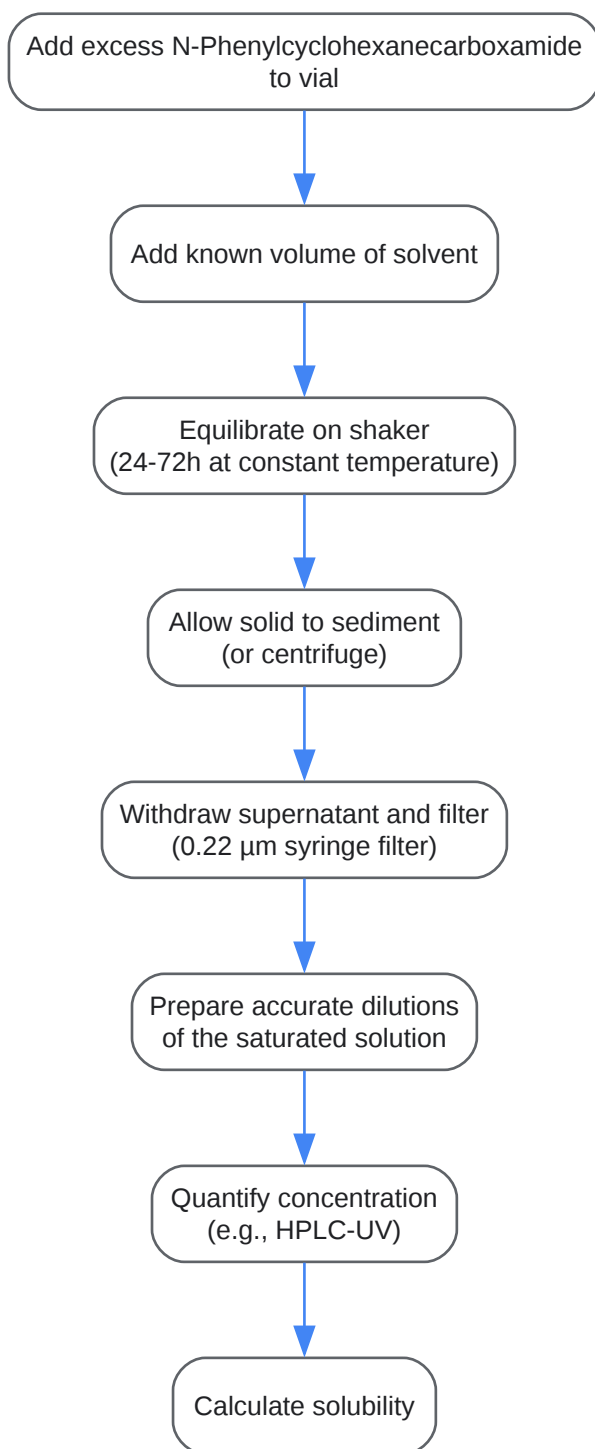 Add excess N-Phenylcyclohexanecarboxamide
to vial
Add known volume of solvent
Equilibrate on shaker
(24-72h at constant temperature)
Allow solid to sediment
(or centrifuge)
Withdraw supernatant and filter
(0.22 µm syringe filter)
Prepare accurate dilutions
of the saturated solution
Quantify concentration
(e.g., HPLC-UV)
Calculate solubility